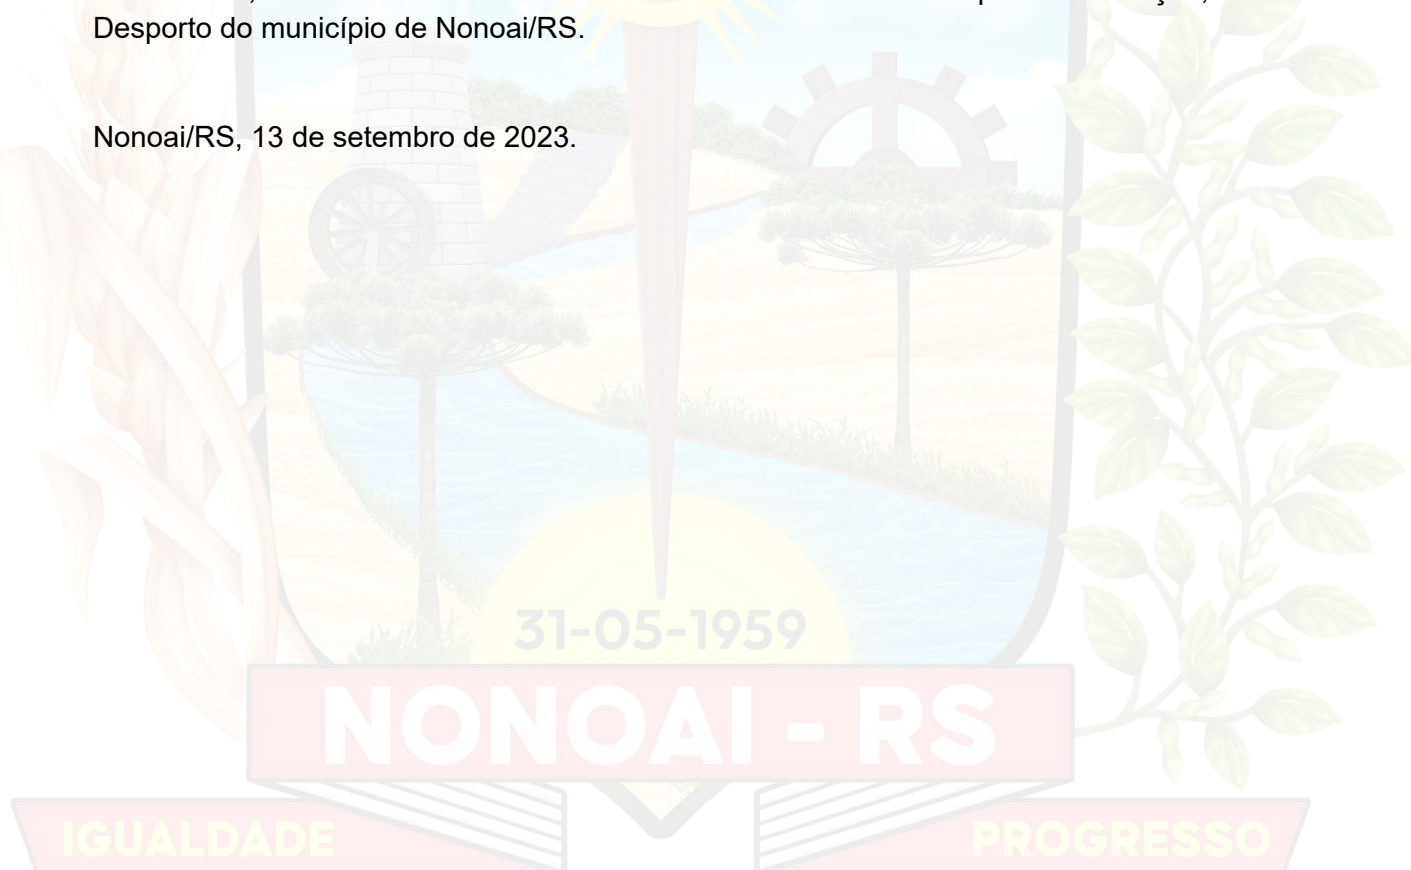 Desporto do município de Nonoai/RS.
Nonoai/RS, 13 de setembro de 2023.
31-05-1959
NONOAI - RS
IGUALDADE
PROGRESSO